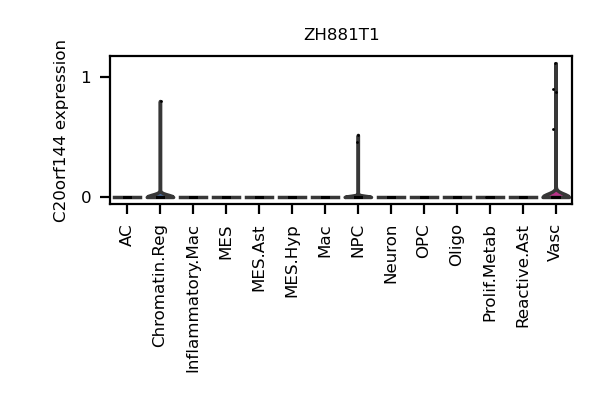 ZH881T1
C20orf144 expression
1
0
AC
Chromatin.Reg
Inflammatory.Mac
MES
MES.Ast
MES.Hyp
Mac
NPC
Neuron
OPC
Oligo
Prolif.Metab
Reactive.Ast
Vasc